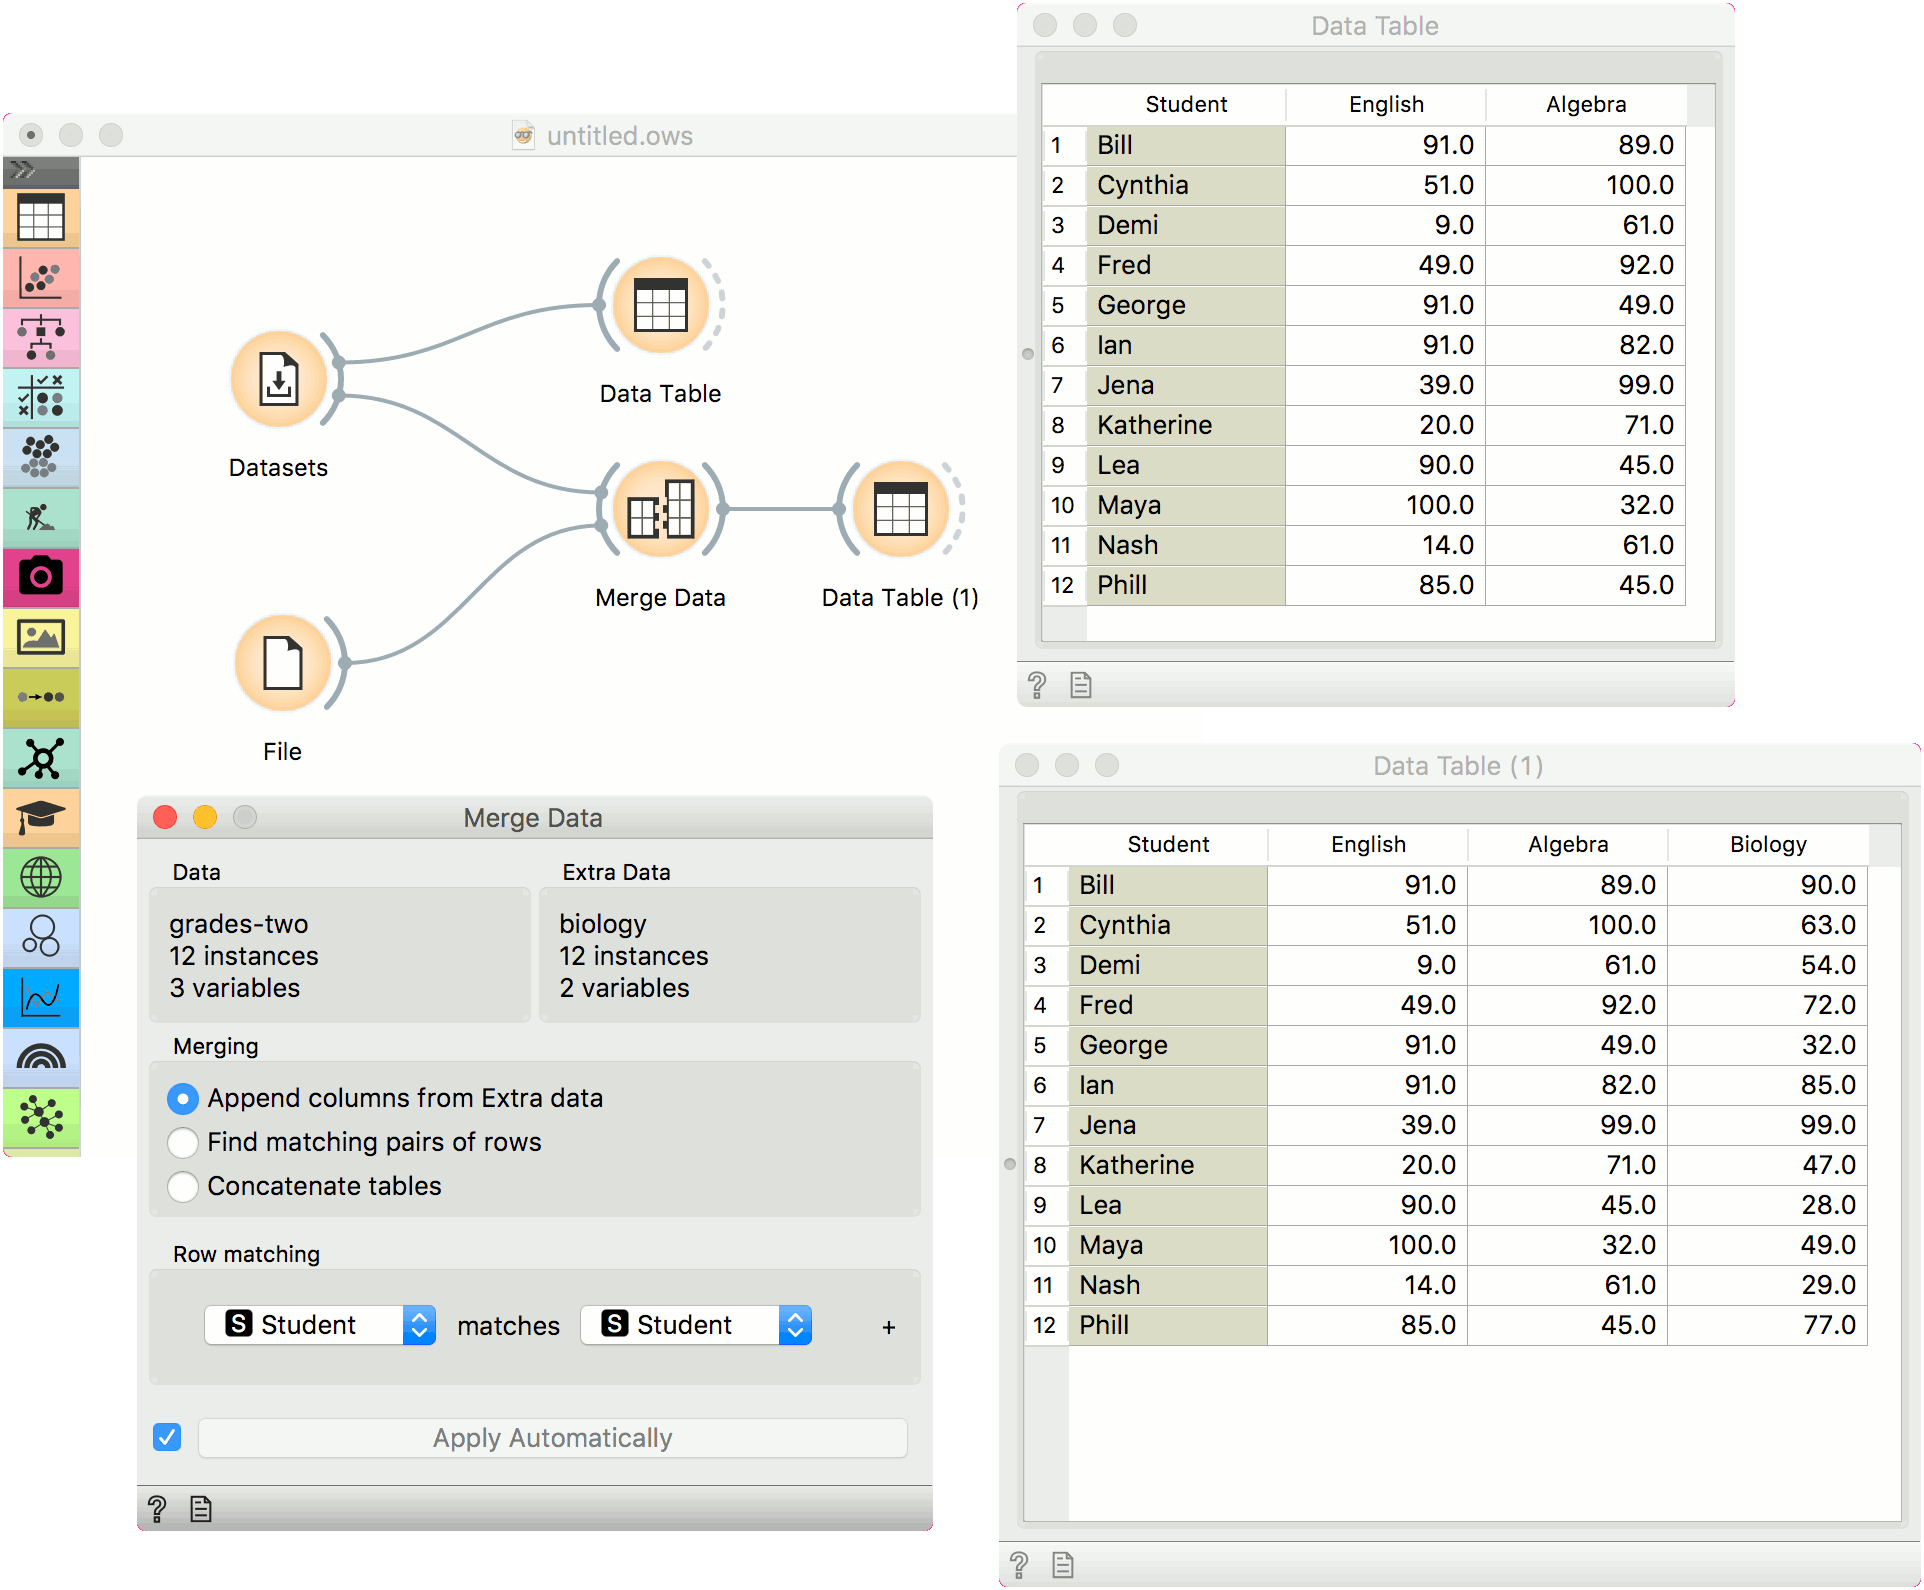 untitled.ows
Datasets
Data Table
Merge Data
Data Table (1)
File
Data Table
Student English Algebra
1 Bill 91.0 89.0
2 Cynthia 51.0 100.0
3 Demi 9.0 61.0
4 Fred 49.0 92.0
5 George 91.0 49.0
6 Ian 91.0 82.0
7 Jena 39.0 99.0
8 Katherine 20.0 71.0
9 Lea 90.0 45.0
10 Maya 100.0 32.0
11 Nash 14.0 61.0
12 Phill 85.0 45.0
?
Merge Data
Data Extra Data
grades-two biology
12 instances 12 instances
3 variables 2 variables
Merging
Append columns from Extra data
Find matching pairs of rows
Concatenate tables
Row matching
S Student matches S Student +
Apply Automatically
?
Data Table (1)
Student English Algebra Biology
1 Bill 91.0 89.0 90.0
2 Cynthia 51.0 100.0 63.0
3 Demi 9.0 61.0 54.0
4 Fred 49.0 92.0 72.0
5 George 91.0 49.0 32.0
6 Ian 91.0 82.0 85.0
7 Jena 39.0 99.0 99.0
8 Katherine 20.0 71.0 47.0
9 Lea 90.0 45.0 28.0
10 Maya 100.0 32.0 49.0
11 Nash 14.0 61.0 29.0
12 Phill 85.0 45.0 77.0
?